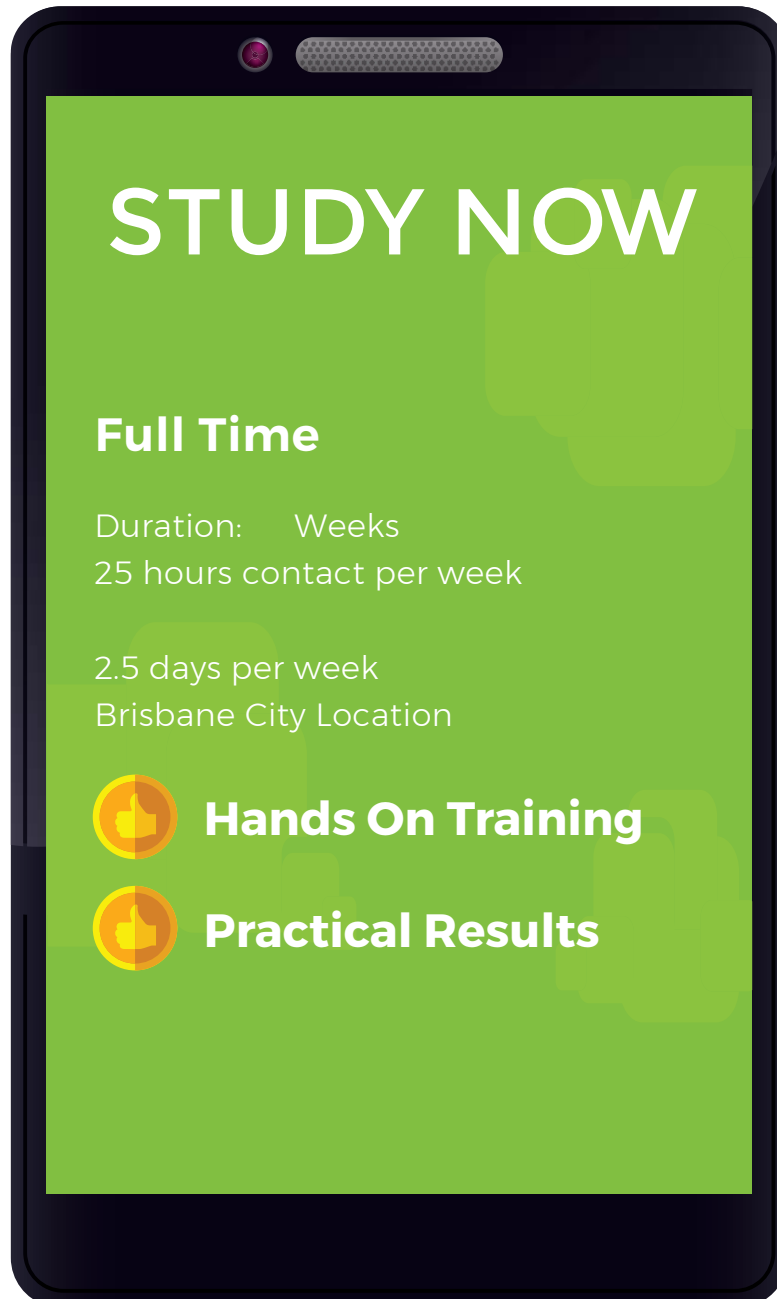 STUDY NOW
Full Time
Duration: Weeks
25 hours contact per week
2.5 days per week
Brisbane City Location
Hands On Training
Practical Results